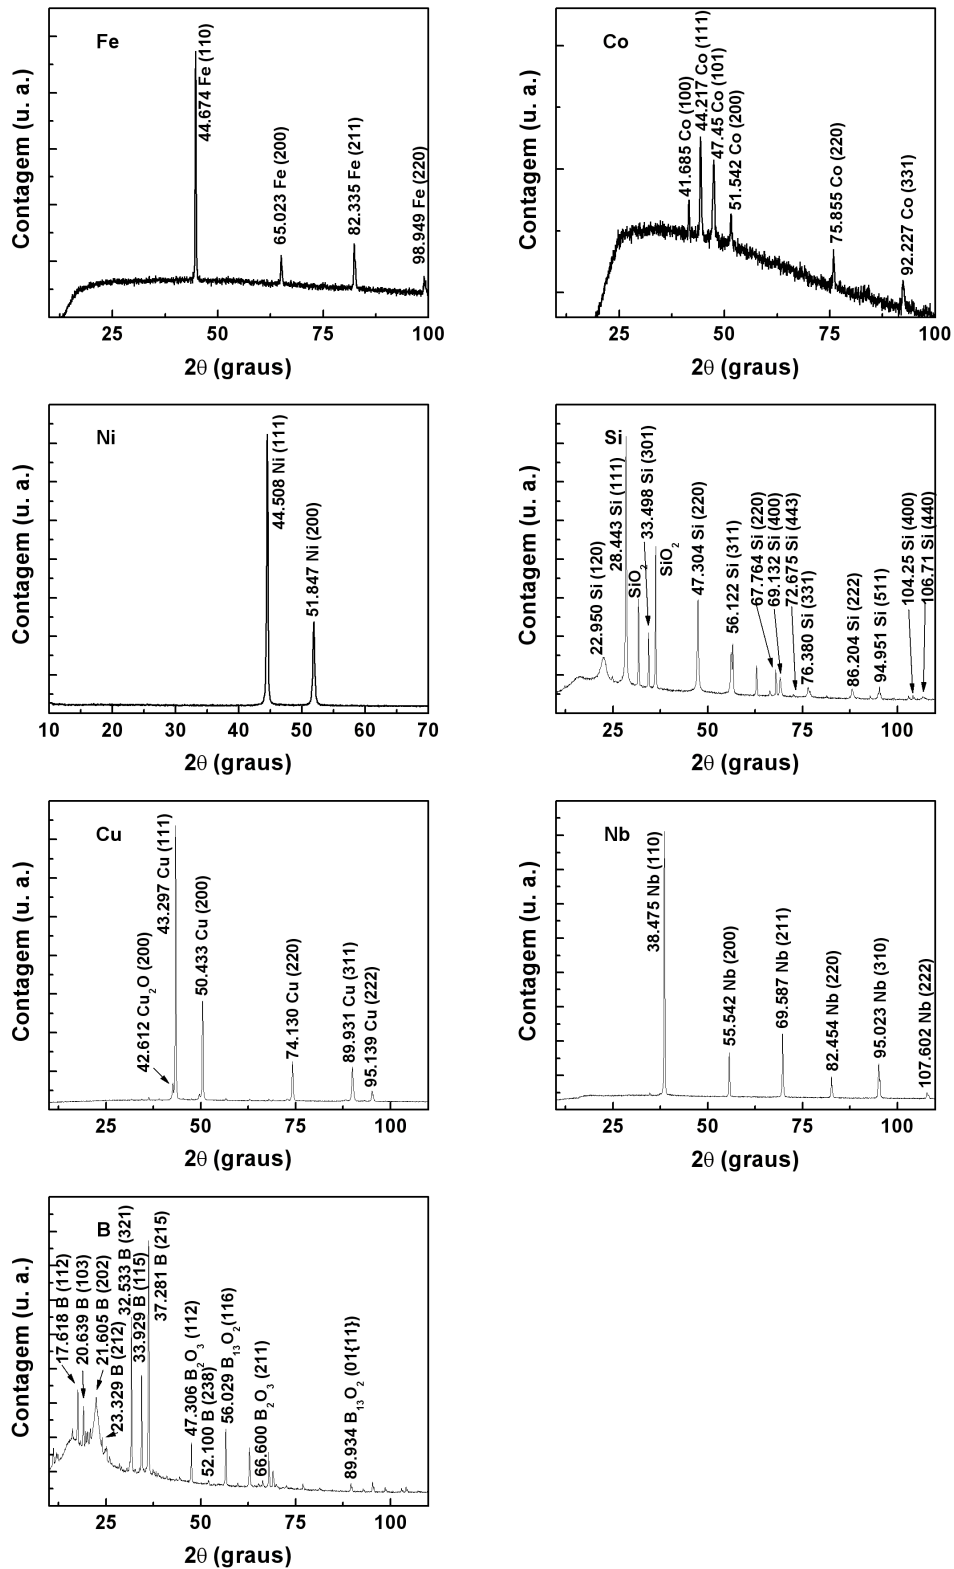 Fe
44.674 Fe (110)
65.023 Fe (200)
82.335 Fe (211)
98.949 Fe (220)
Contagem (u. a.)
25 50 75 100
2θ (graus)
Co
41.685 Co (100)
44.217 Co (111)
47.45 Co (101)
51.542 Co (200)
75.855 Co (220)
92.227 Co (331)
Contagem (u. a.)
25 50 75 100
2θ (graus)
Ni
44.508 Ni (111)
51.847 Ni (200)
Contagem (u. a.)
10 20 30 40 50 60 70
2θ (graus)
Si
22.950 Si (120)
28.443 Si (111)
SiO2
33.498 Si (301)
SiO2
47.304 Si (220)
56.122 Si (311)
67.764 Si (220)
69.132 Si (400)
72.675 Si (443)
76.380 Si (331)
86.204 Si (222)
94.951 Si (511)
104.25 Si (400)
106.71 Si (440)
Contagem (u. a.)
25 50 75 100
2θ (graus)
Cu
42.612 Cu2O (200)
43.297 Cu (111)
50.433 Cu (200)
74.130 Cu (220)
89.931 Cu (311)
95.139 Cu (222)
Contagem (u. a.)
25 50 75 100
2θ (graus)
Nb
38.475 Nb (110)
55.542 Nb (200)
69.587 Nb (211)
82.454 Nb (220)
95.023 Nb (310)
107.602 Nb (222)
Contagem (u. a.)
25 50 75 100
2θ (graus)
B
17.618 B (112)
20.639 B (103)
21.605 B (202)
23.329 B (212)
32.533 B (321)
33.929 B (115)
37.281 B (215)
47.306 B2O3 (112)
52.100 B (238)
56.029 B13O2(116)
66.600 B2O3 (211)
89.934 B13O2 (01{11})
Contagem (u. a.)
25 50 75 100
2θ (graus)